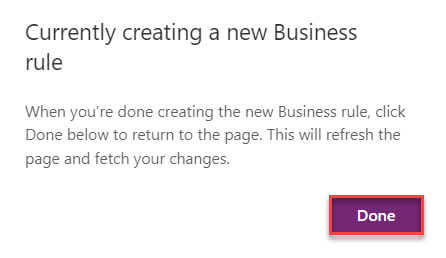 Currently creating a new Business
rule
When you're done creating the new Business rule, click
Done below to return to the page. This will refresh the
page and fetch your changes.
Done